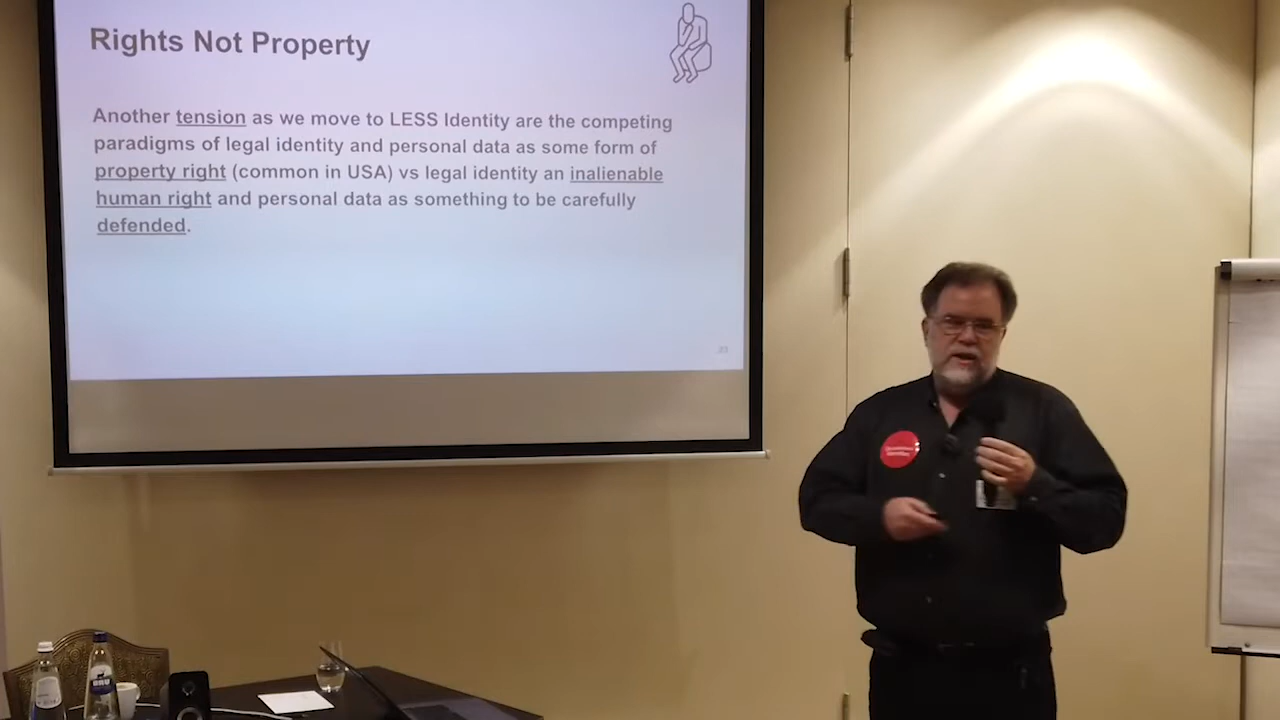 Rights Not Property
Another tension as we move to LESS Identity are the competing
paradigms of legal identity and personal data as some form of
property right (common in USA) vs legal identity an inalienable
human right and personal data as something to be carefully
defended.
23
BRU